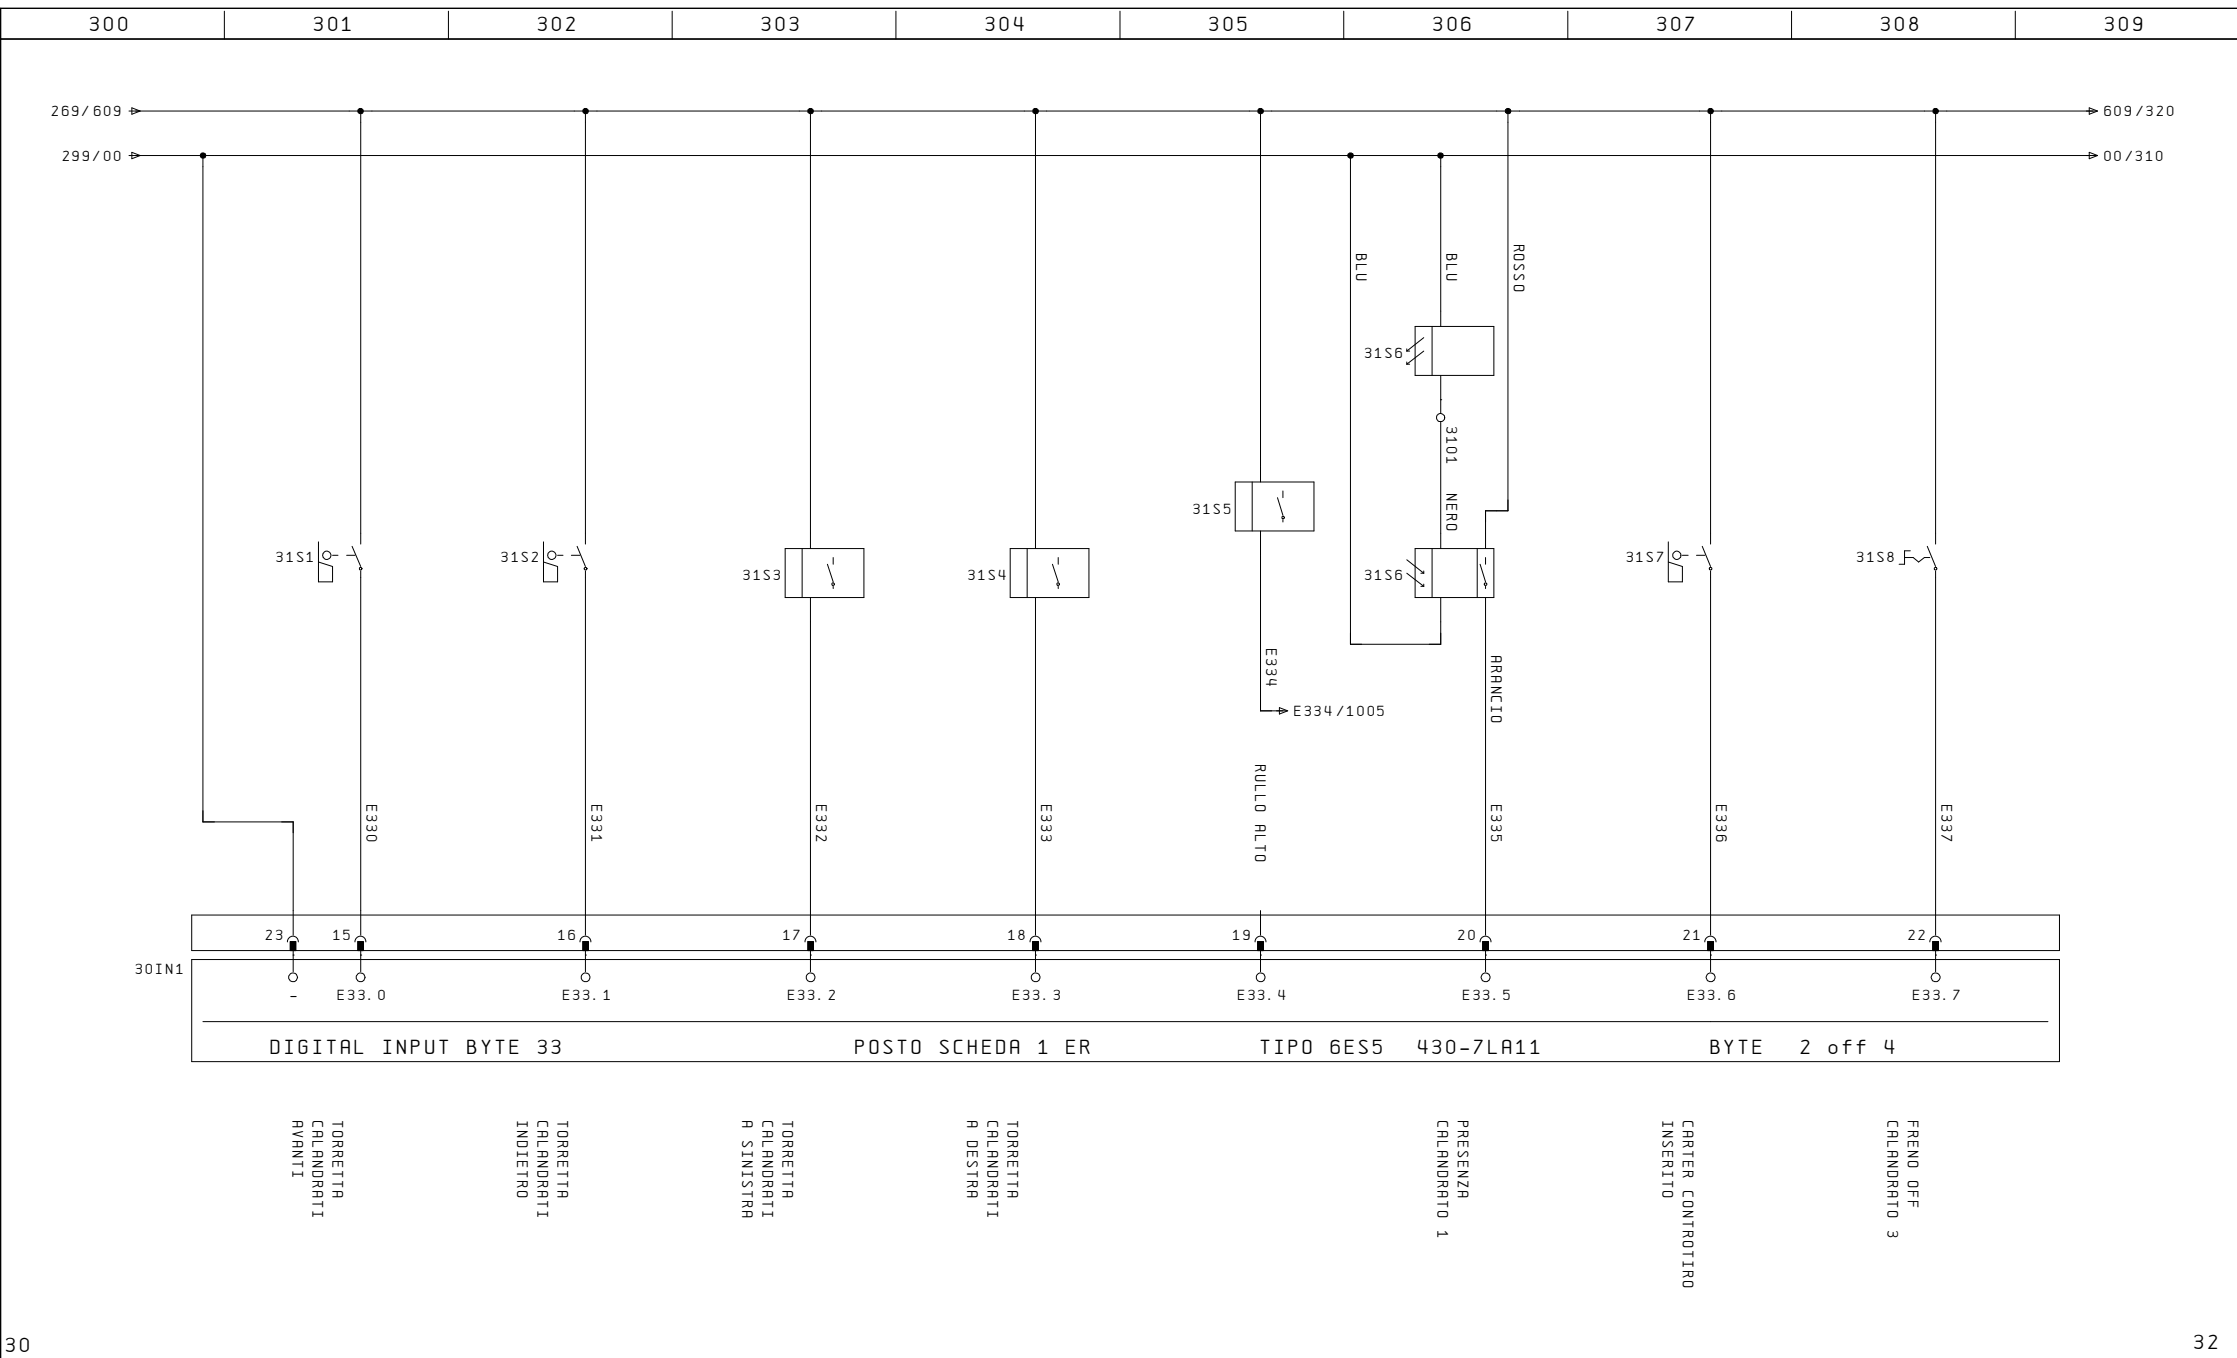 300 301 302 303 304 305 306 307 308 309
269/609 609/320
299/00 00/310
BLU
BLU
ROSSO
31S6
3101
NERO
31S5
31S1
31S2
31S3
31S4
31S6
31S7
31S8
E334
E334/1005
ARANCIO
RULLO ALTO
E330
E331
E332
E333
E335
E336
E337
23 15 16 17 18 19 20 21 22
30IN1
- E33.0 E33.1 E33.2 E33.3 E33.4 E33.5 E33.6 E33.7
DIGITAL INPUT BYTE 33 POSTO SCHEDA 1 ER TIPO 6ES5 430-7LA11 BYTE 2 off 4
TORRETTA
CALANDRATI
AVANTI
TORRETTA
CALANDRATI
INDIETRO
TORRETTA
CALANDRATI
A SINISTRA
TORRETTA
CALANDRATI
A DESTRA
PRESENZA
CALANDRATO 1
CARTER CONTROTIRO
INSERITO
FRENO OFF
CALANDRATO 3
30 32